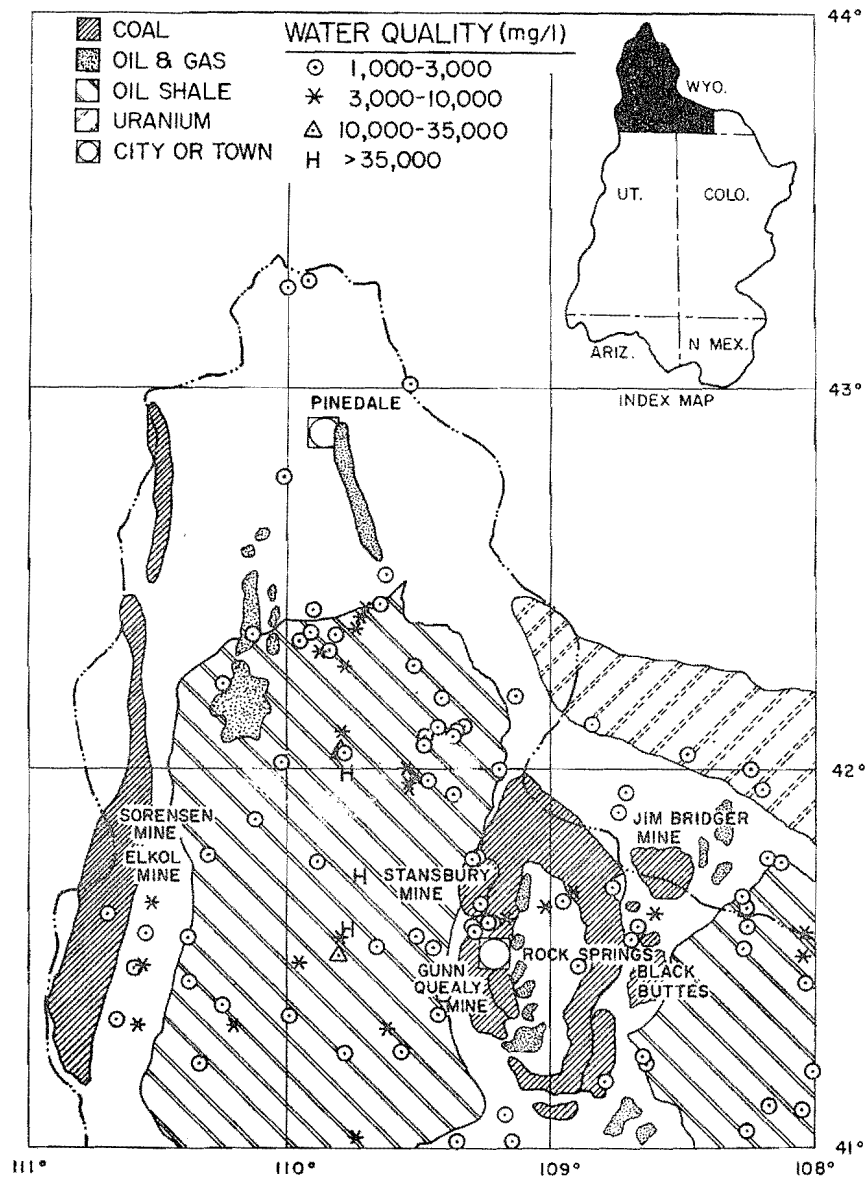 COAL
OIL & GAS
OIL SHALE
URANIUM
CITY OR TOWN
WATER QUALITY (mg/l)
1,000-3,000
3,000-10,000
10,000-35,000
H >35,000
WYO.
UT.
COLO.
ARIZ.
N MEX.
INDEX MAP
44°
43°
PINEDALE
42°
SORENSEN
MINE
ELKOL
MINE
STANSBURY
MINE
JIM BRIDGER
MINE
H
H
H
GUNN
QUEALY
MINE
ROCK SPRINGS
BLACK
BUTTES
41°
111°
110°
109°
108°